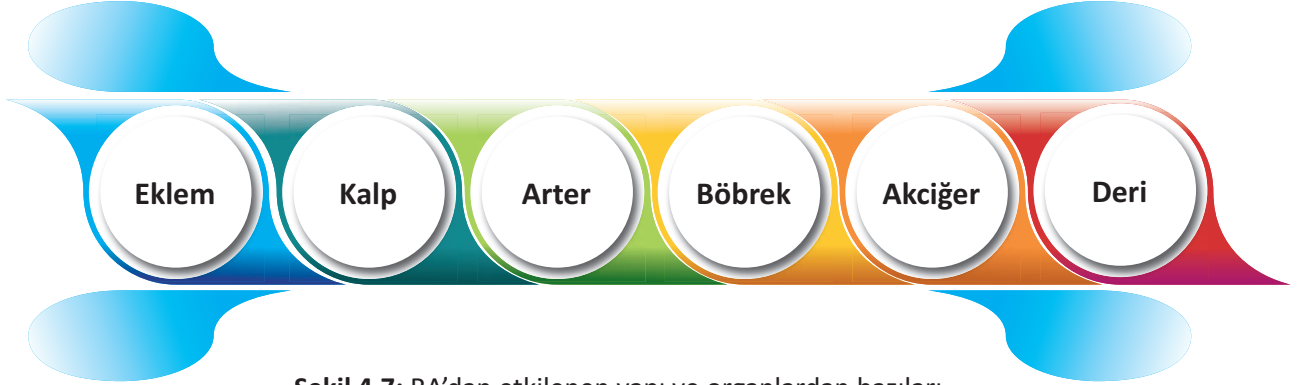 Eklem Kalp Arter Böbrek Akciğer Deri
Şekil 4.7: RA’dan etkilenen yapı ve organlardan bazıları